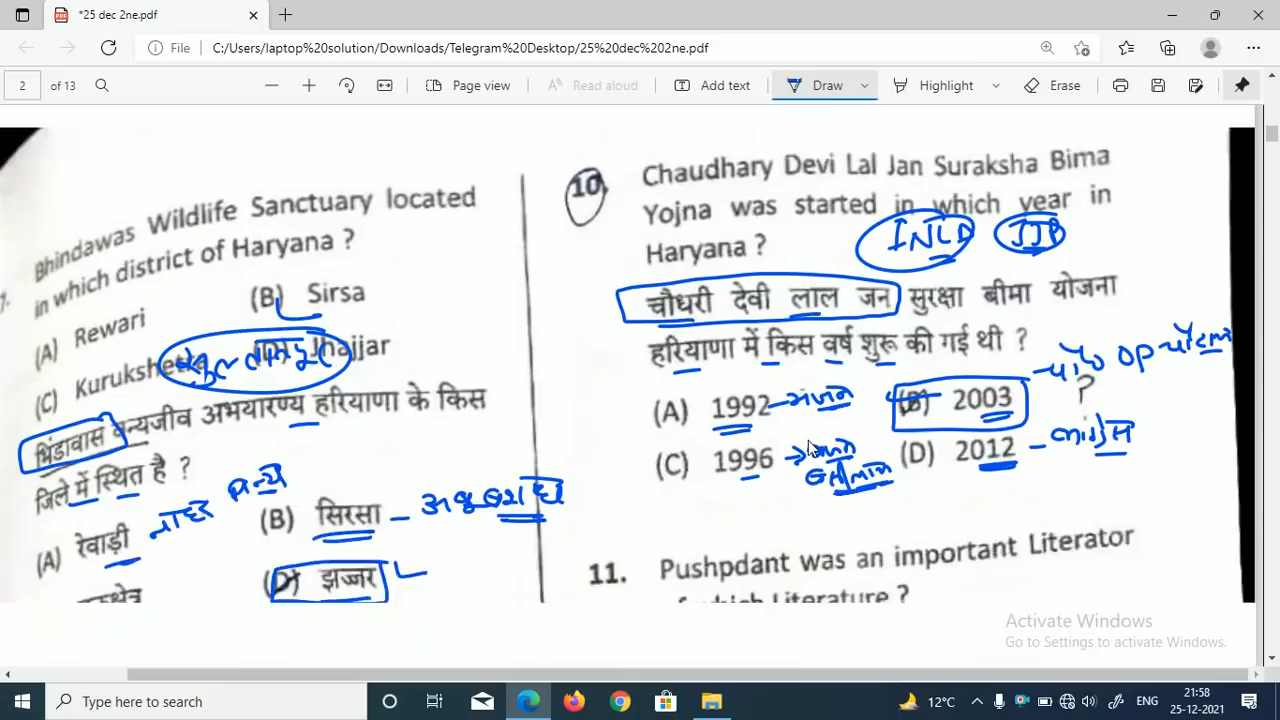 *25 dec 2ne.pdf
File C:/Users/laptop%20solution/Downloads/Telegram%20Desktop/25%20dec%202ne.pdf
2 of 13 Page view Read aloud Add text Draw Highlight Erase
Bhindawas Wildlife Sanctuary located
in which district of Haryana ?
(A) Rewari (B) Sirsa
(C) Kurukshetra Jhajjar
भिंडावास वन्यजीव अभयारण्य हरियाणा के किस
जिले में स्थित है ?
(A) रेवाड़ी (B) सिरसा
(D) झज्जर
10 Chaudhary Devi Lal Jan Suraksha Bima
Yojna was started in which year in
Haryana ?
INLD JJP
चौधरी देवी लाल जन सुरक्षा बीमा योजना
हरियाणा में किस वर्ष शुरू की गई थी ?
(A) 1992 (B) 2003 ?
(C) 1996 (D) 2012
11. Pushpdant was an important Literator
of which Literature ?
Activate Windows
Go to Settings to activate Windows.
Type here to search
12°C ENG 21:58
25-12-2021